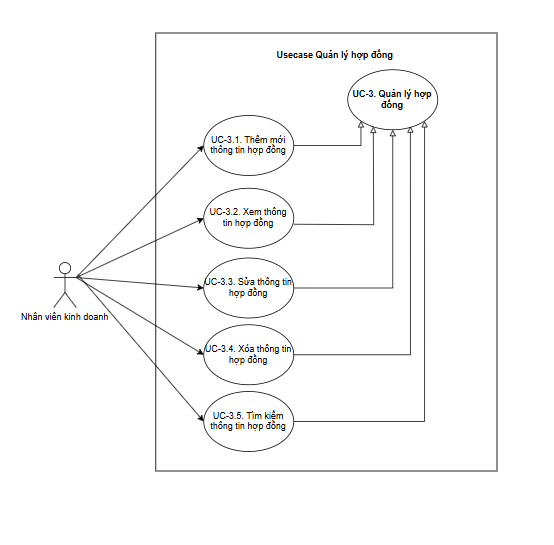 Usecase Quản lý hợp đồng
UC-3. Quản lý hợp
đồng
UC-3.1. Thêm mới
thông tin hợp đồng
UC-3.2. Xem thông
tin hợp đồng
UC-3.3. Sửa thông tin
hợp đồng
Nhân viên kinh doanh
UC-3.4. Xóa thông tin
hợp đồng
UC-3.5. Tìm kiếm
thông tin hợp đồng